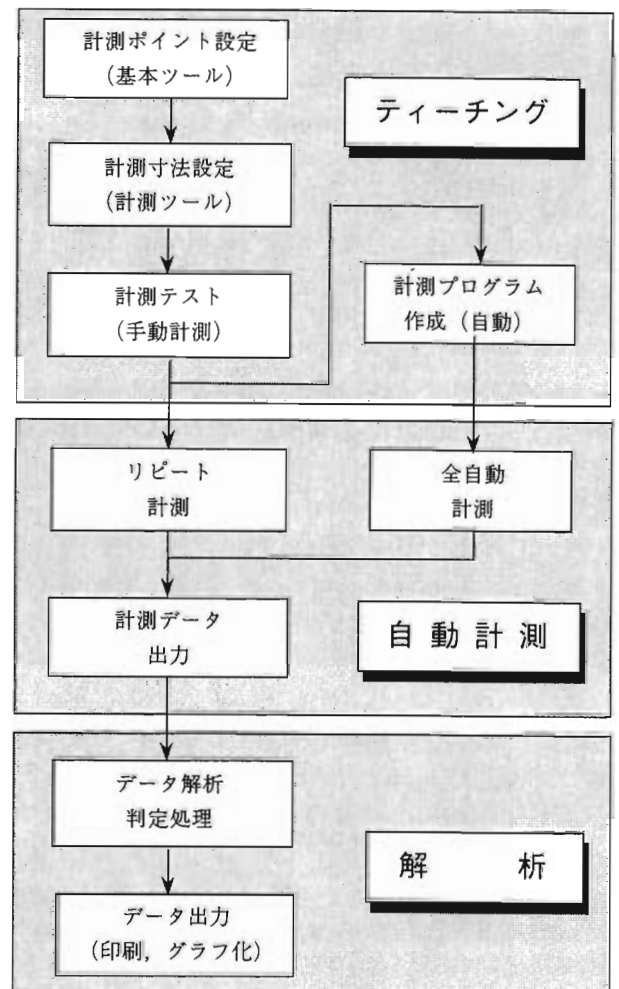 計測ポイント設定
(基本ツール)
ティーチング
計測寸法設定
(計測ツール)
計測テスト
(手動計測)
計測プログラム
作成(自動)
リピート
計測
全自動
計測
計測データ
出力
自動計測
データ解析
判定処理
解 析
データ出力
(印刷,グラフ化)